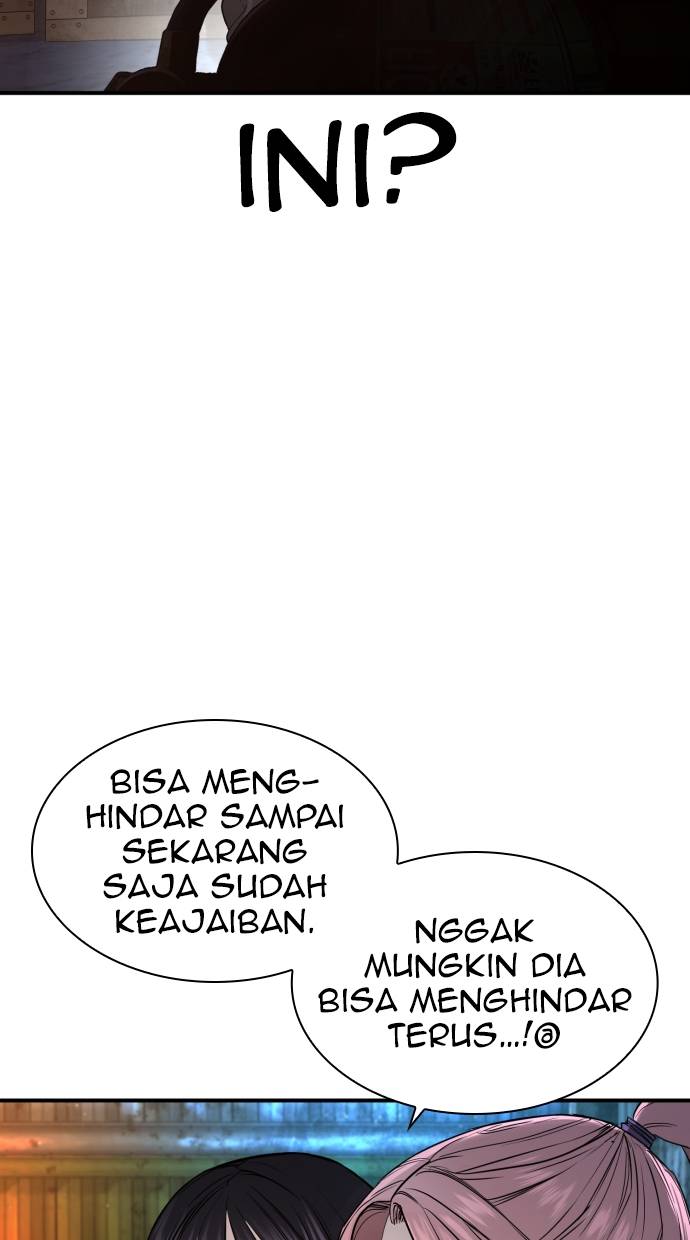 INI?
BISA MENG-
HINDAR SAMPAI
SEKARANG
SAJA SUDAH
KEAJAIBAN.
NGGAK
MUNGKIN DIA
BISA MENGHINDAR
TERUS...!@